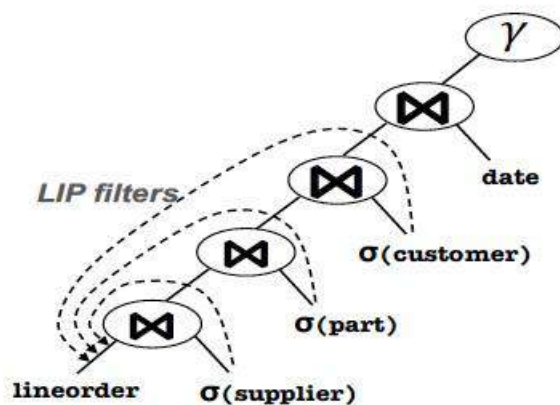 γ
⋈
date
LIP filters
⋈
σ(customer)
⋈
σ(part)
⋈
lineorder
σ(supplier)